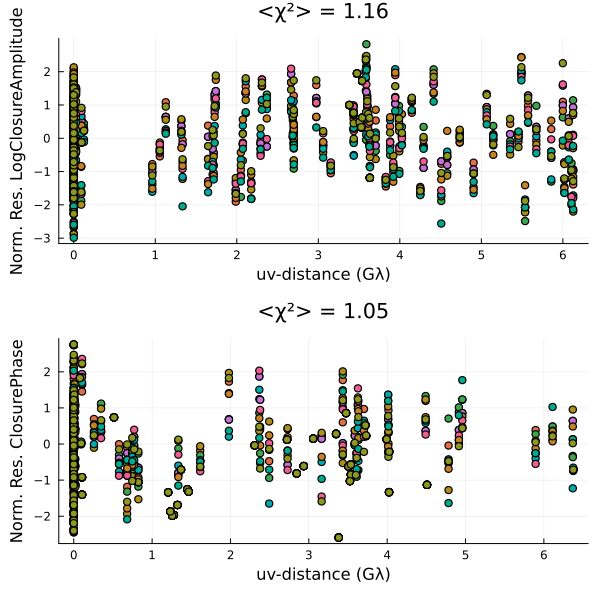 <χ²> = 1.16
Norm. Res. LogClosureAmplitude
2
1
0
−1
−2
−3
0 1 2 3 4 5 6
uv-distance (Gλ)
<χ²> = 1.05
Norm. Res. ClosurePhase
2
1
0
−1
−2
0 1 2 3 4 5 6
uv-distance (Gλ)